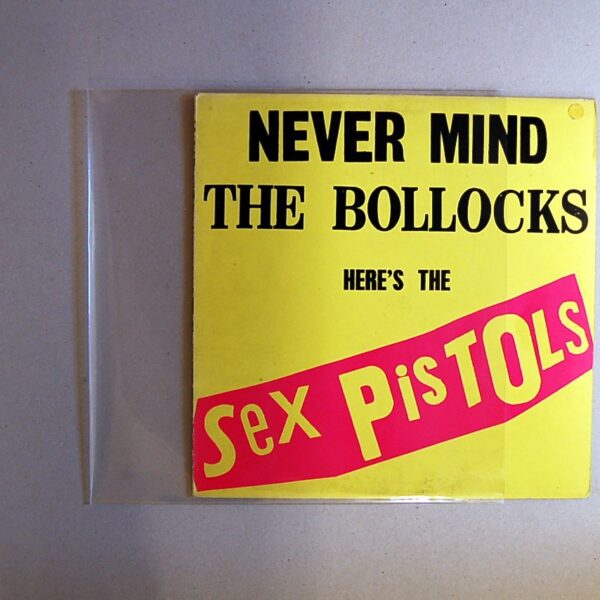 NEVER MIND
THE BOLLOCKS
HERE'S THE
Sex PiSTOLS